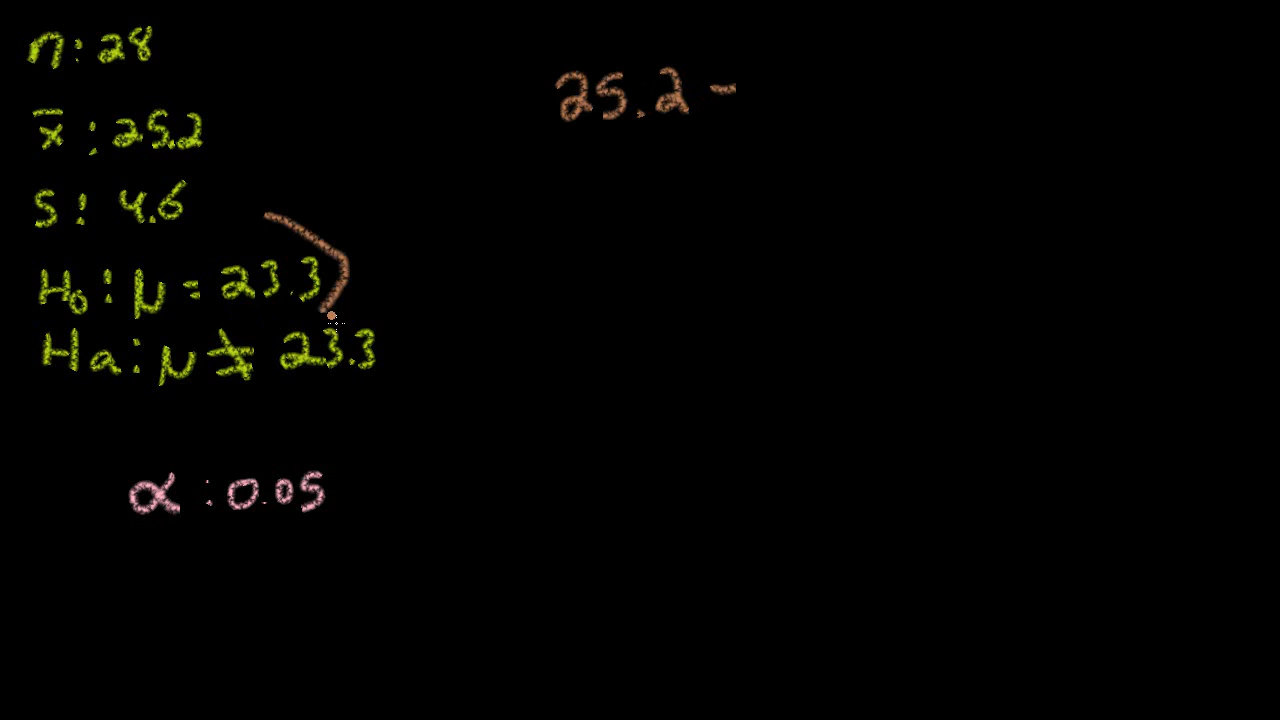 n: 28
x̄: 25.2
S: 4.6
H₀: μ = 23.3
Ha: μ ≠ 23.3
α: 0.05
25.2 -